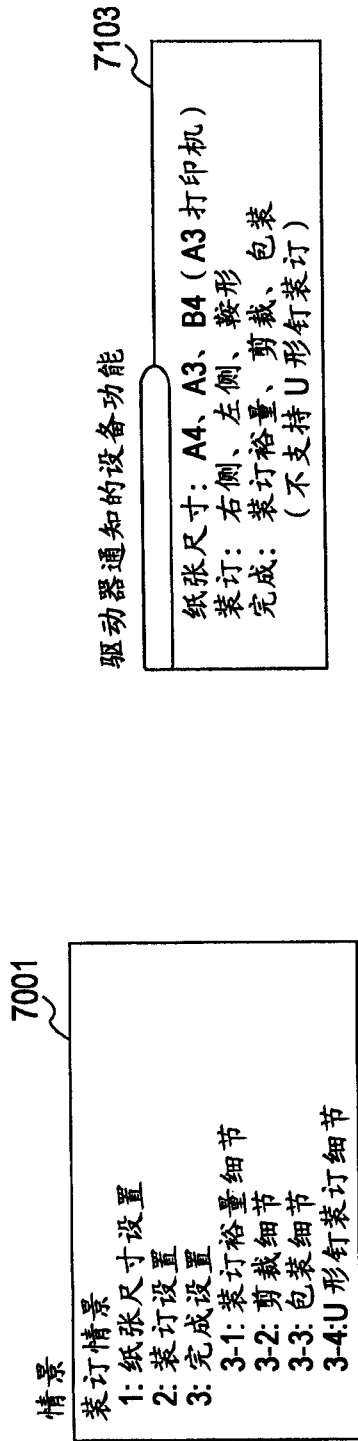 情景
7001
装订情景
1: 纸张尺寸设置
2: 装订设置
3: 完成设置
3-1: 装订裕量细节
3-2: 剪裁细节
3-3: 包装细节
3-4:U 形钉装订细节
驱动器通知的设备功能
7103
纸张尺寸: A4、A3、B4（A3 打印机）
装订: 右侧、左侧、鞍形
完成: 装订裕量、剪裁、包装
（不支持 U 形钉装订）